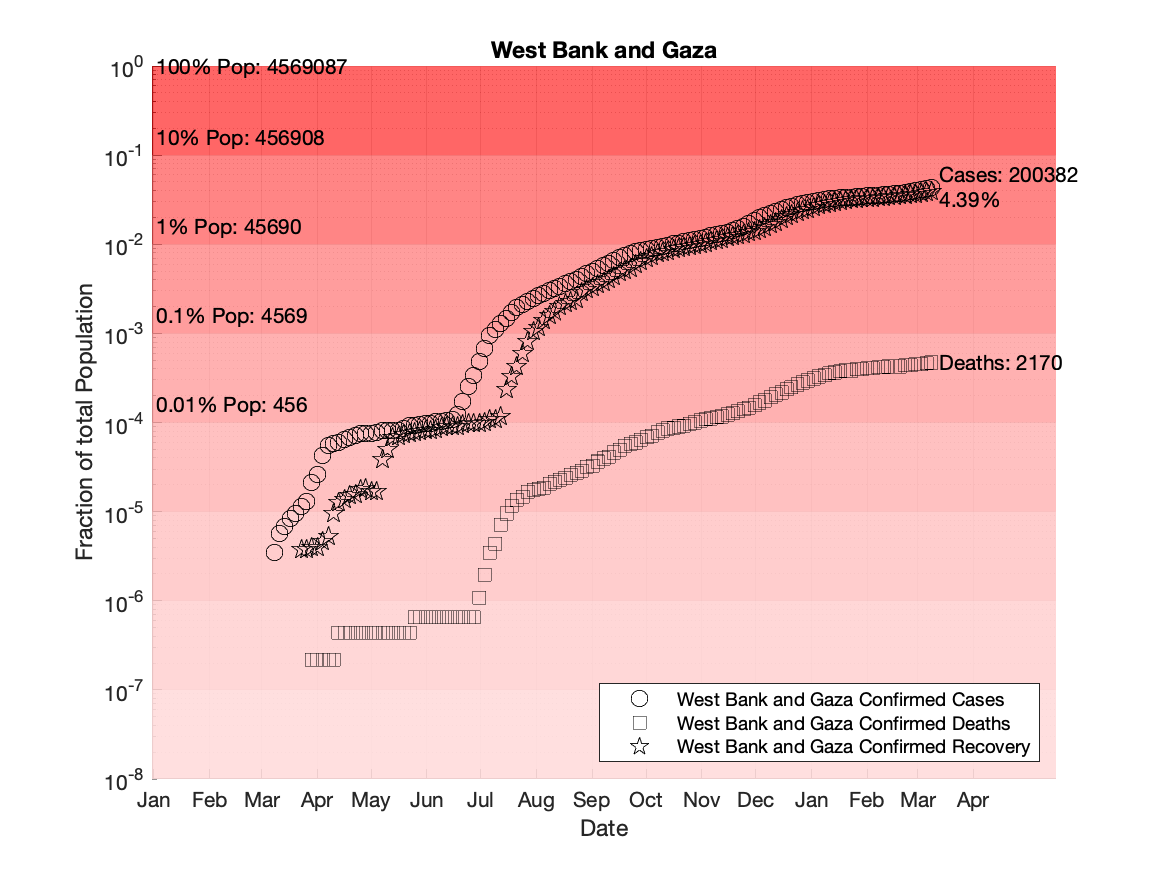 West Bank and Gaza
10^0
100% Pop: 4569087
10% Pop: 456908
10^-1
Cases: 200382
4.39%
1% Pop: 45690
10^-2
0.1% Pop: 4569
10^-3
Deaths: 2170
0.01% Pop: 456
10^-4
10^-5
10^-6
10^-7
10^-8
Fraction of total Population
West Bank and Gaza Confirmed Cases
West Bank and Gaza Confirmed Deaths
West Bank and Gaza Confirmed Recovery
Jan Feb Mar Apr May Jun Jul Aug Sep Oct Nov Dec Jan Feb Mar Apr
Date